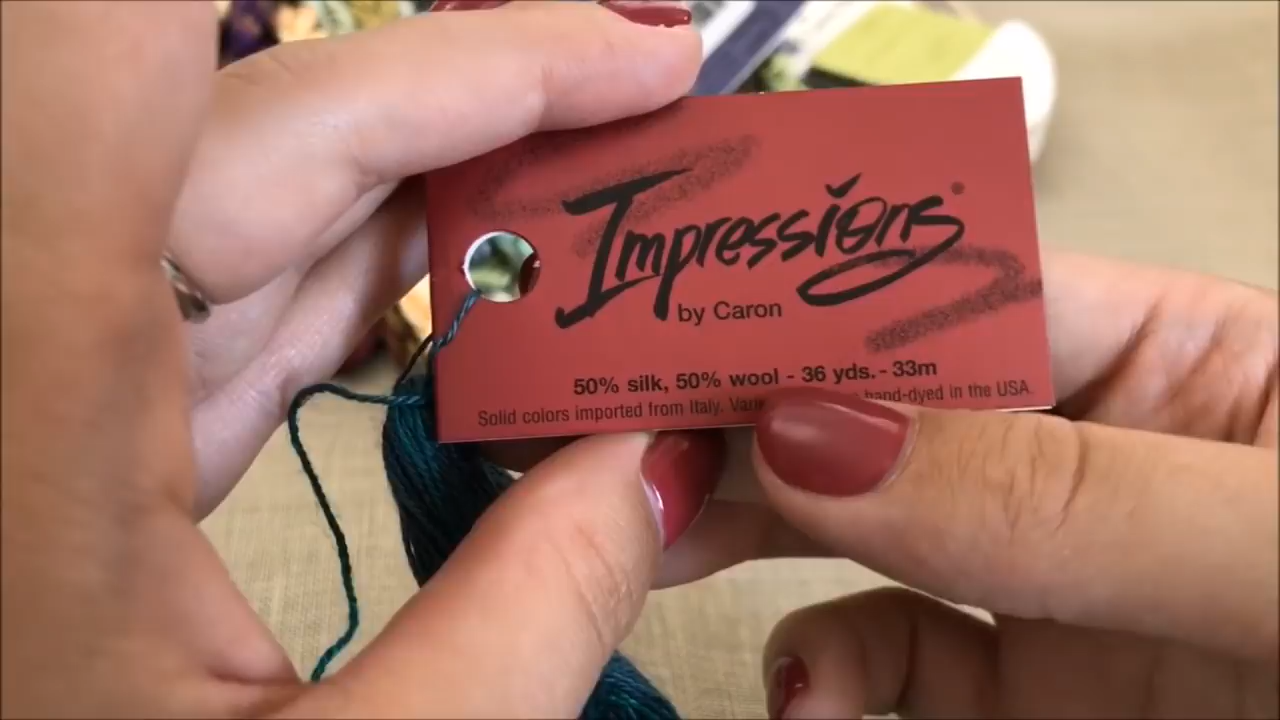 Impressions
by Caron
50% silk, 50% wool - 36 yds. - 33m
Solid colors imported from Italy. hand-dyed in the USA.